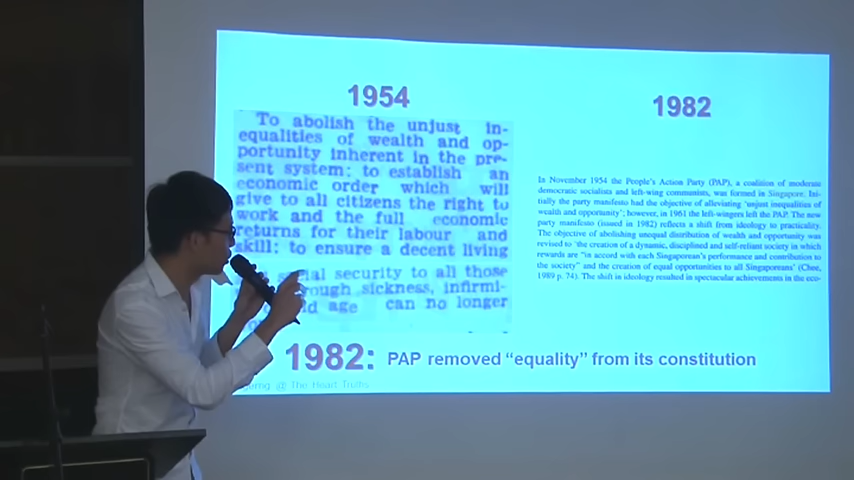 1954
To abolish the unjust in-
equalities of wealth and op-
portunity inherent in the pre-
sent system: to establish an
economic order which will
give to all citizens the right to
work and the full economic
returns for their labour and
skill: to ensure a decent living
social security to all those
through sickness, infirmi-
old age can no longer
1982
In November 1954 the People's Action Party (PAP), a coalition of moderate
democratic socialists and left-wing communists, was formed in Singapore. Ini-
tially the party manifesto had the objective of alleviating 'unjust inequalities of
wealth and opportunity'; however, in 1961 the left-wingers left the PAP. The new
party manifesto (issued in 1982) reflects a shift from ideology to practicality.
The objective of abolishing unequal distribution of wealth and opportunity was
revised to 'the creation of a dynamic, disciplined and self-reliant society in which
rewards are "in accord with each Singaporean's performance and contribution to
the society" and the creation of equal opportunities to all Singaporeans' (Chee,
1989 p. 74). The shift in ideology resulted in spectacular achievements in the eco-
1982: PAP removed "equality" from its constitution
@ The Heart Truths